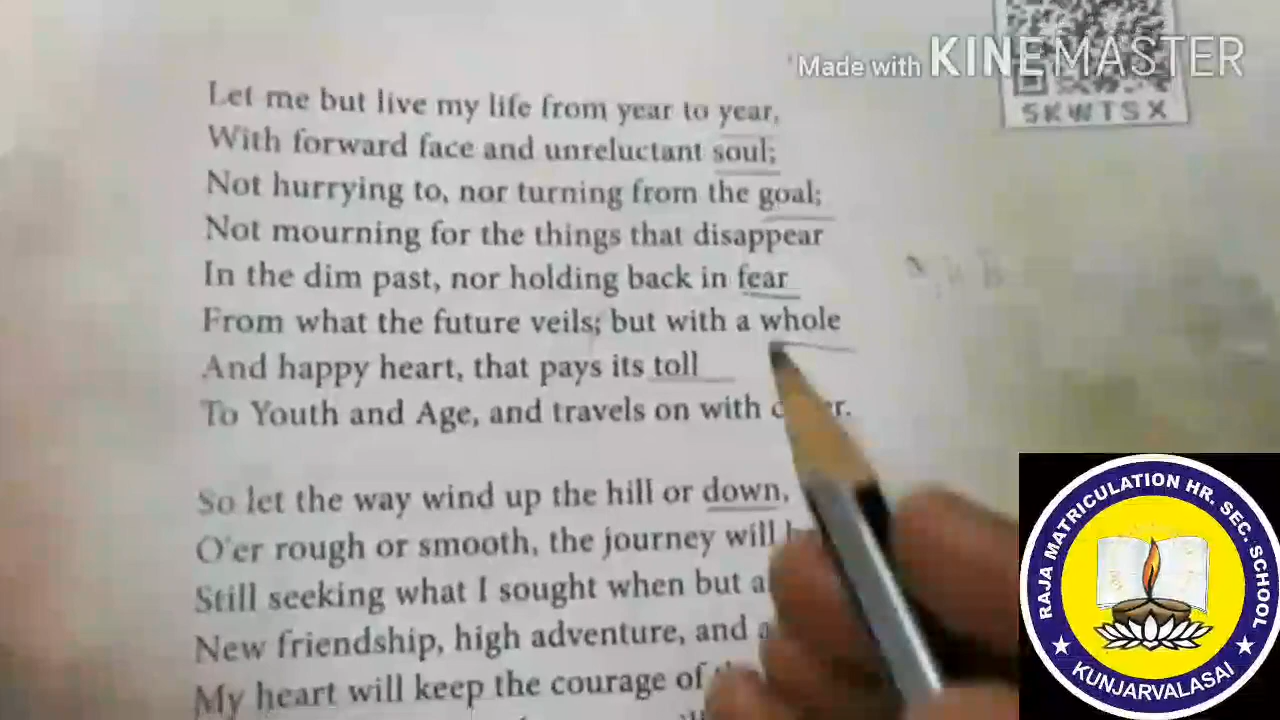 Made with KINEMASTER
5KWTSX
Let me but live my life from year to year,
With forward face and unreluctant soul;
Not hurrying to, nor turning from the goal;
Not mourning for the things that disappear
In the dim past, nor holding back in fear
From what the future veils; but with a whole
And happy heart, that pays its toll
To Youth and Age, and travels on with
So let the way wind up the hill or down,
O'er rough or smooth, the journey will
Still seeking what I sought when but a
New friendship, high adventure, and a
My heart will keep the courage of
RAJA MATRICULATION HR. SEC. SCHOOL
KUNJARVALASAI